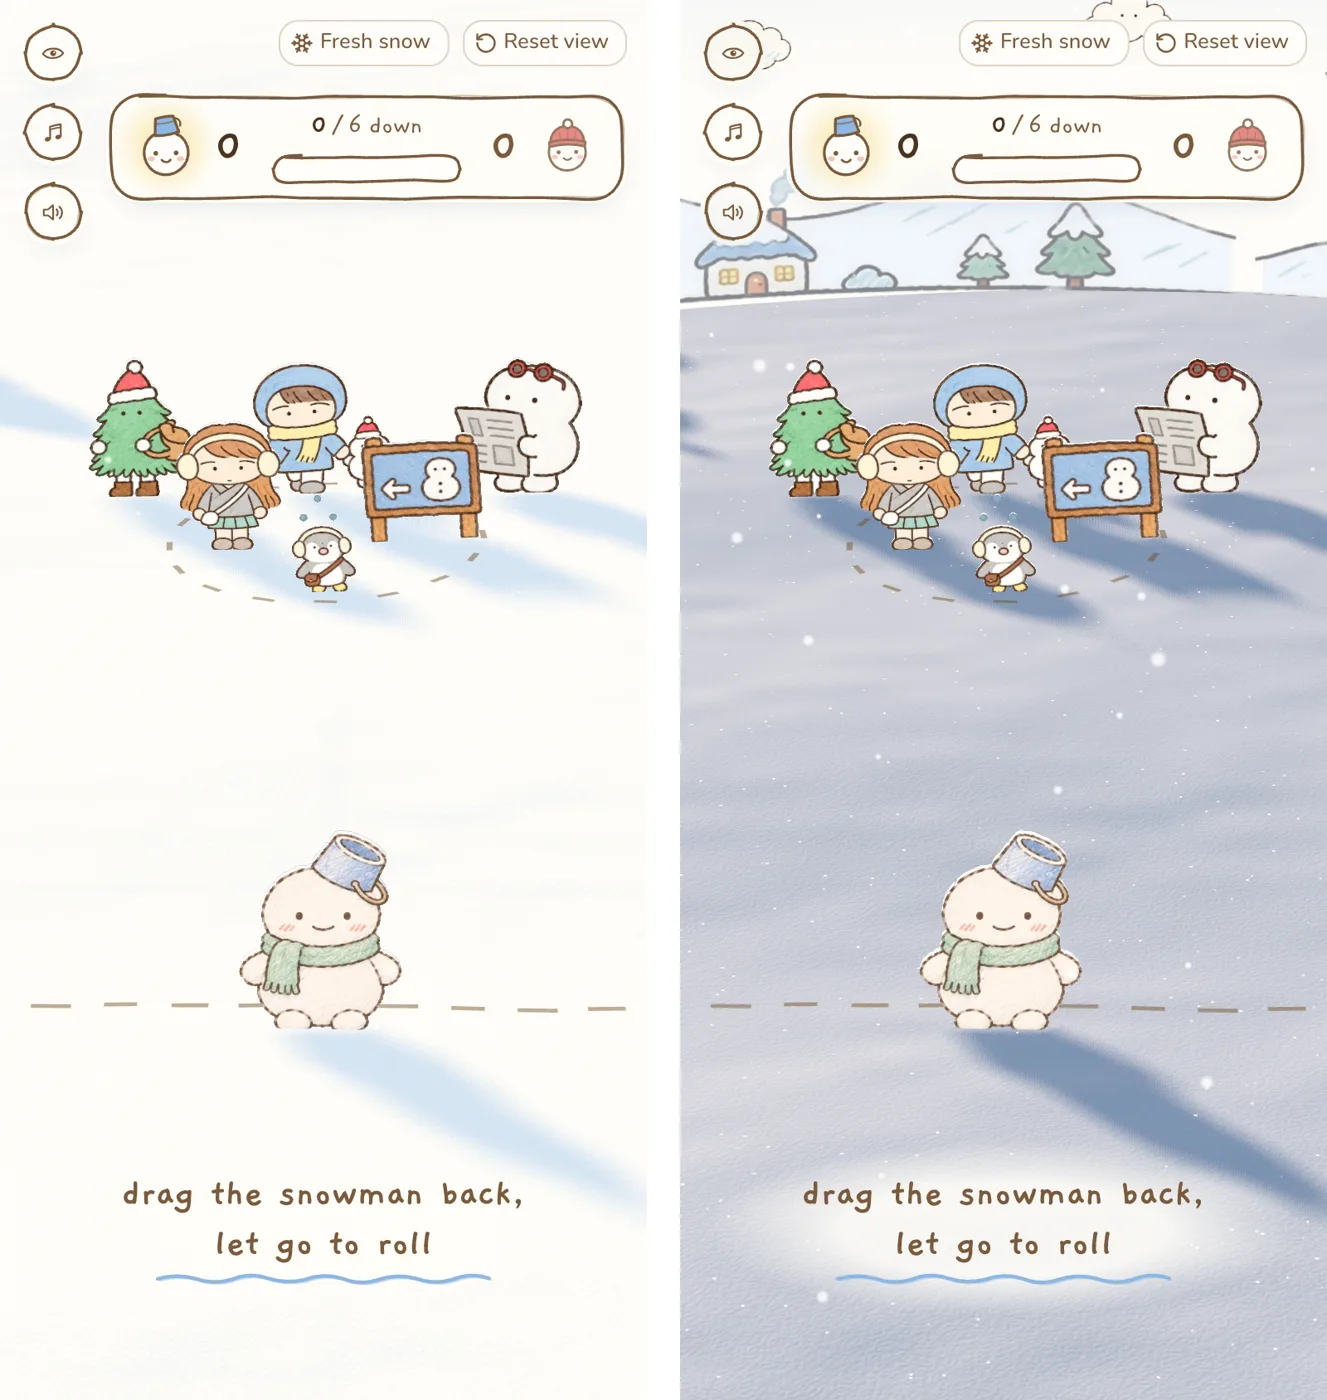 Fresh snow
Reset view
0
0 / 6 down
0
drag the snowman back,
let go to roll
Fresh snow
Reset view
0
0 / 6 down
0
drag the snowman back,
let go to roll